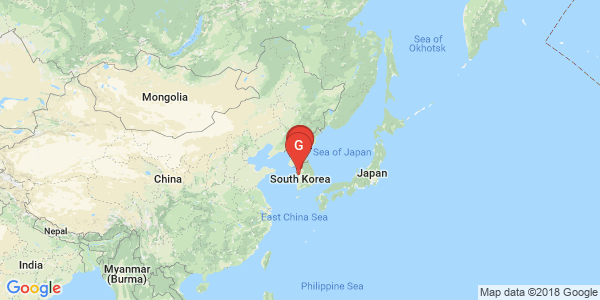 Sea of
Okhotsk
Mongolia
G
Sea of Japan
China
South Korea
Japan
East China Sea
Nepal
India
Myanmar
(Burma)
Philippine Sea
Google
Map data ©2018 Google